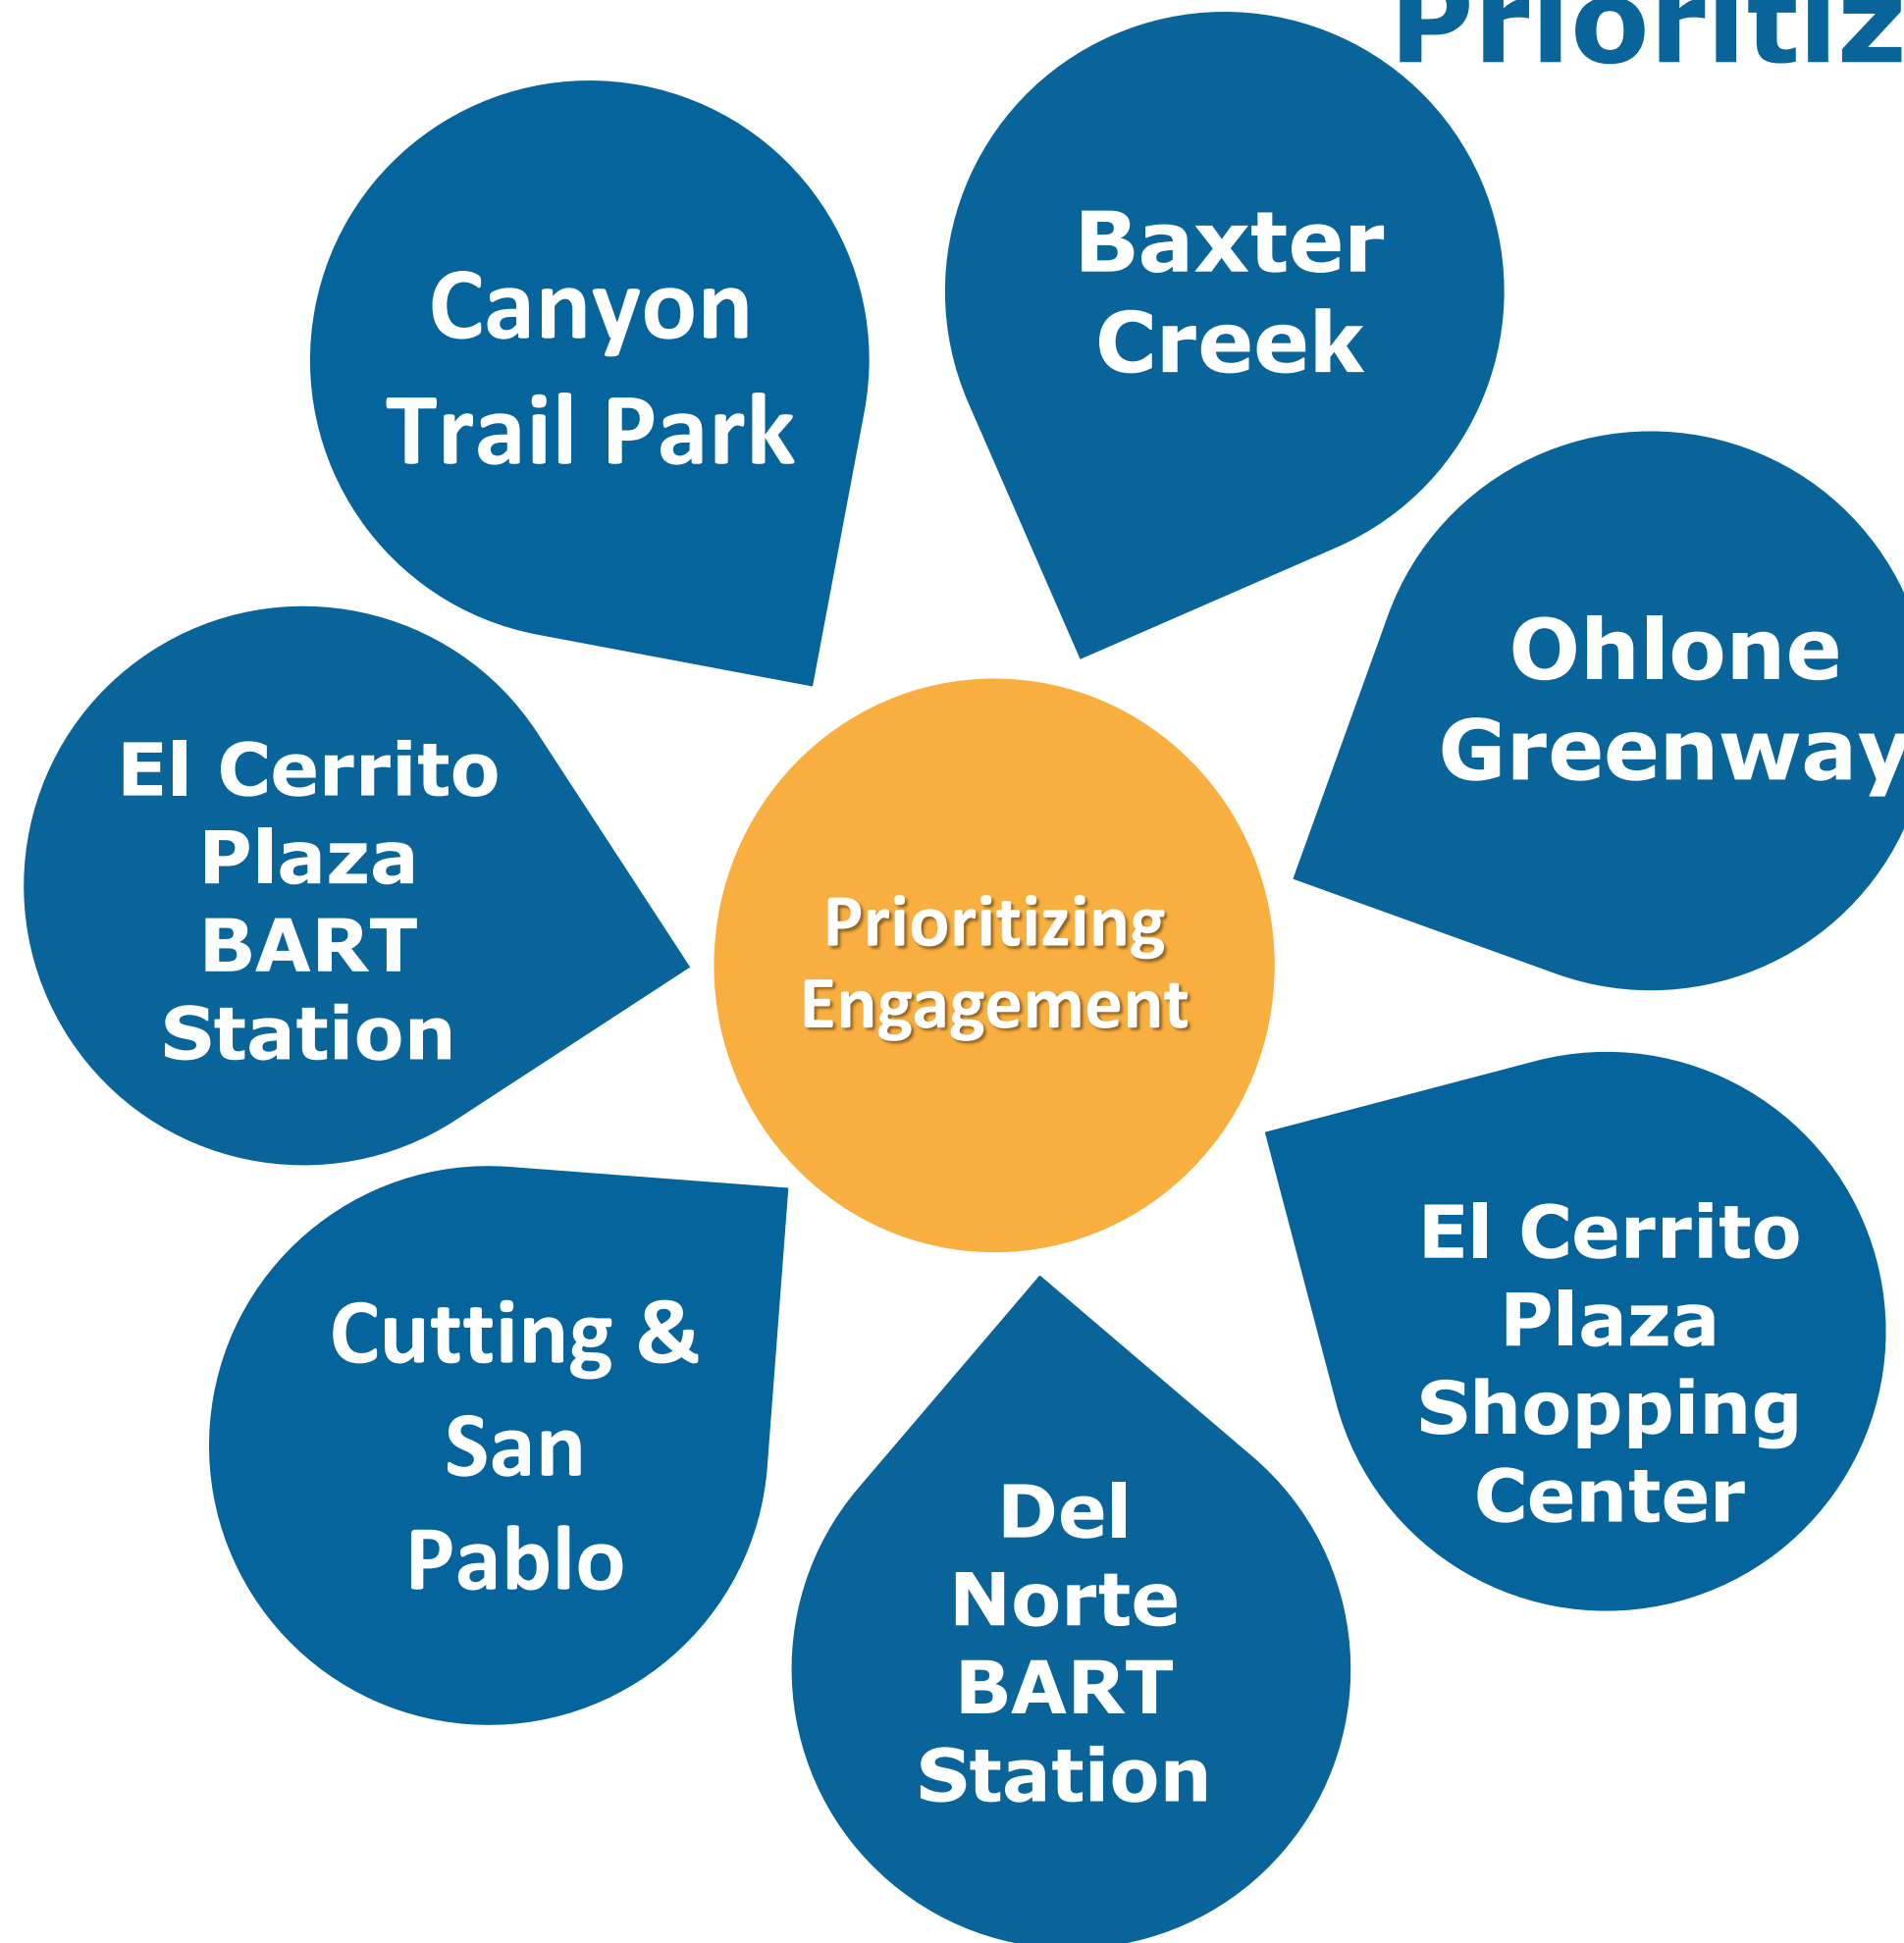 Prioritiz
Baxter
Creek
Canyon
Trail Park
Ohlone
Greenway
El Cerrito
Plaza
BART
Station
Prioritizing
Engagement
El Cerrito
Plaza
Shopping
Center
Cutting &
San
Pablo
Del
Norte
BART
Station